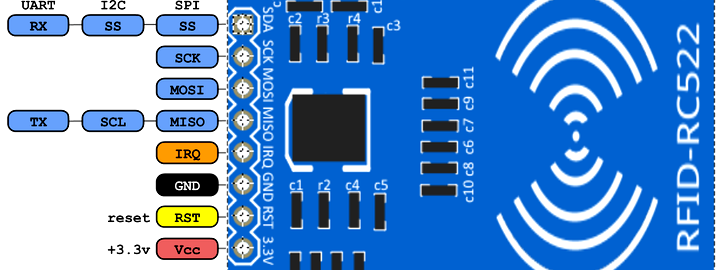 UART I2C SPI
RX SS SS
SCK
MOSI
TX SCL MISO
IRQ
GND
reset RST
+3.3v Vcc
SDA SCK MOSI MISO IRQ GND RST 3.3V
c c1
c2 r3 r4 c3
c11
c9
c7
c6
c8
c10
c1 r2 c4 c5
RFID-RC522